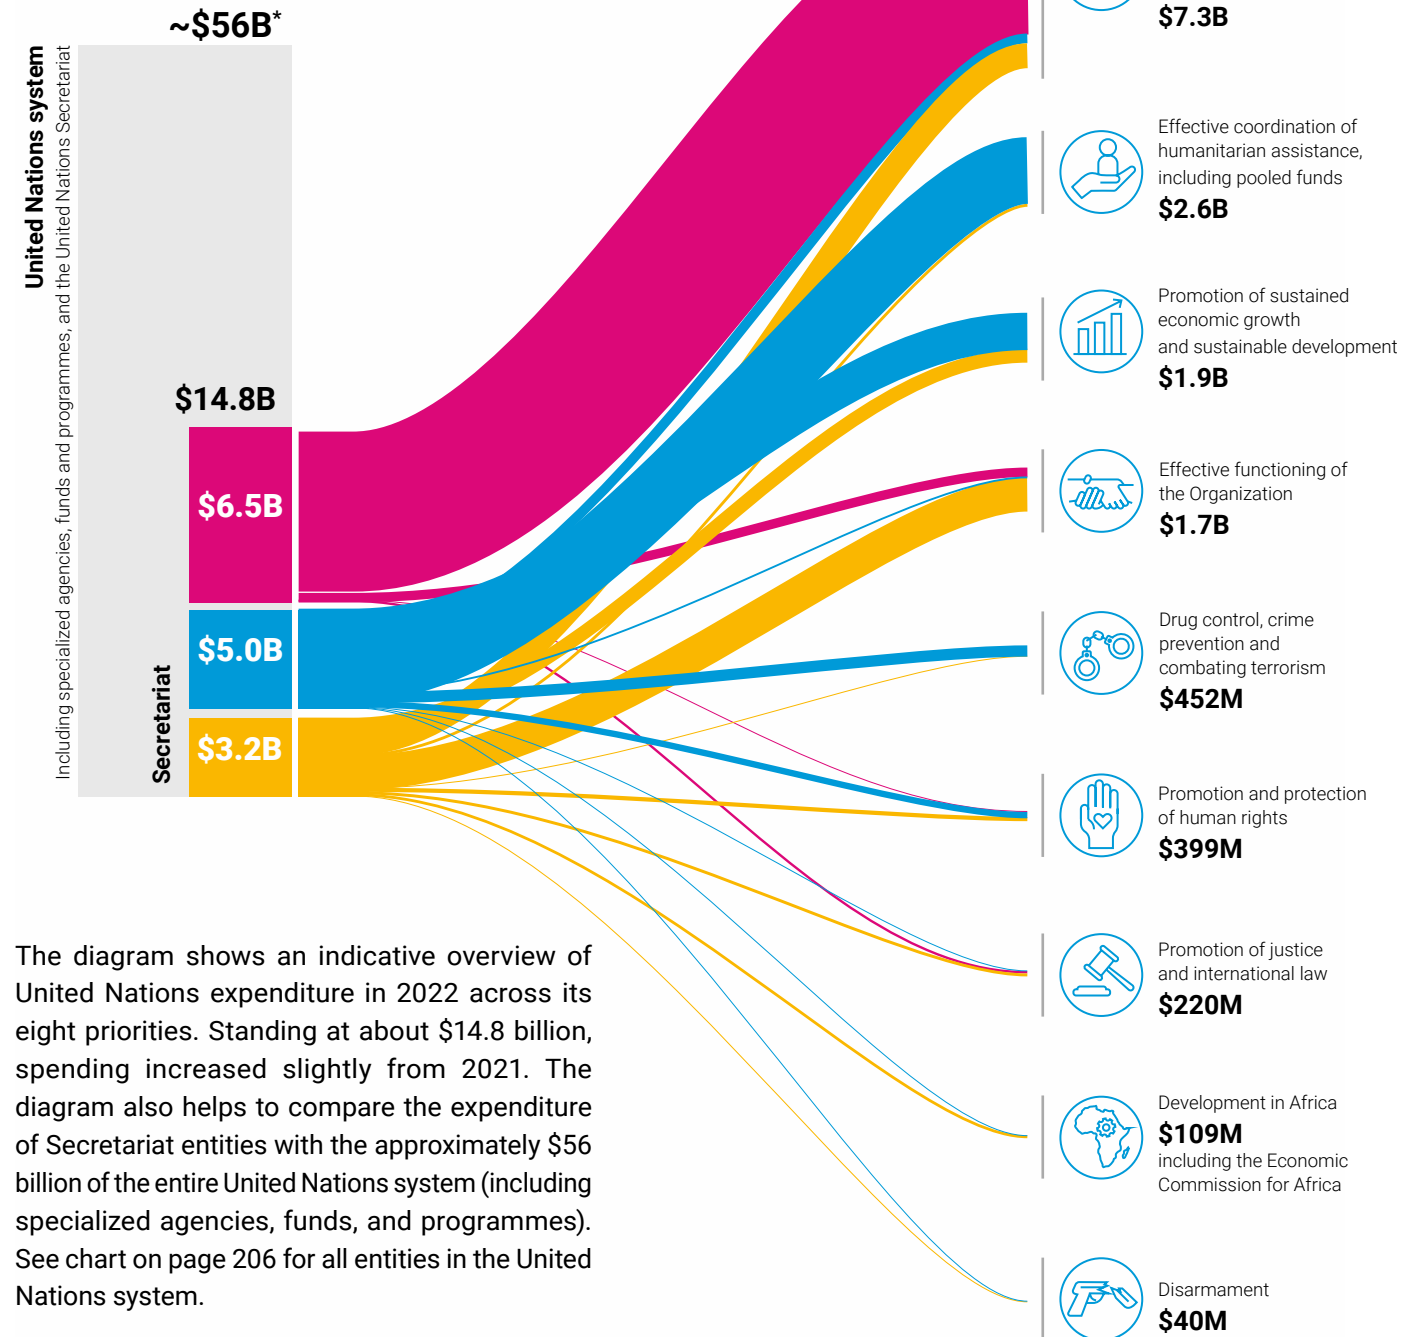 ~$56B*
United Nations system
Including specialized agencies, funds and programmes, and the United Nations Secretariat
$14.8B
Secretariat
$6.5B
$5.0B
$3.2B
$7.3B
Effective coordination of
humanitarian assistance,
including pooled funds
$2.6B
Promotion of sustained
economic growth
and sustainable development
$1.9B
Effective functioning of
the Organization
$1.7B
Drug control, crime
prevention and
combating terrorism
$452M
Promotion and protection
of human rights
$399M
Promotion of justice
and international law
$220M
Development in Africa
$109M
including the Economic
Commission for Africa
Disarmament
$40M
The diagram shows an indicative overview of
United Nations expenditure in 2022 across its
eight priorities. Standing at about $14.8 billion,
spending increased slightly from 2021. The
diagram also helps to compare the expenditure
of Secretariat entities with the approximately $56
billion of the entire United Nations system (including
specialized agencies, funds, and programmes).
See chart on page 206 for all entities in the United
Nations system.